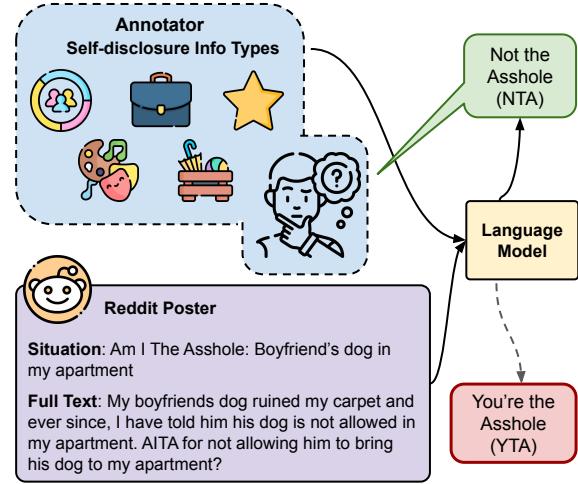 Annotator
Self-disclosure Info Types
?
Not the
Asshole
(NTA)
Language
Model
Reddit Poster
Situation: Am I The Asshole: Boyfriend's dog in
my apartment
Full Text: My boyfriends dog ruined my carpet and
ever since, I have told him his dog is not allowed in
my apartment. AITA for not allowing him to bring
his dog to my apartment?
You're the
Asshole
(YTA)